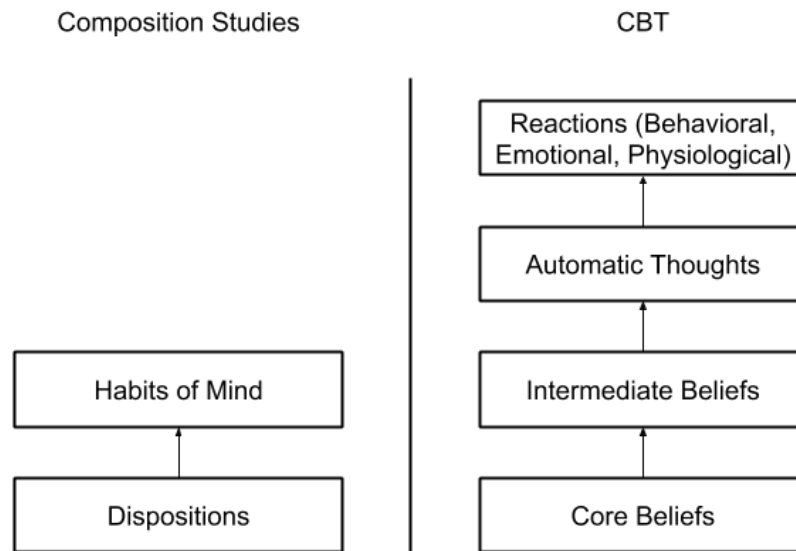 Composition Studies
CBT
Reactions (Behavioral,
Emotional, Physiological)
Automatic Thoughts
Habits of Mind
Intermediate Beliefs
Dispositions
Core Beliefs